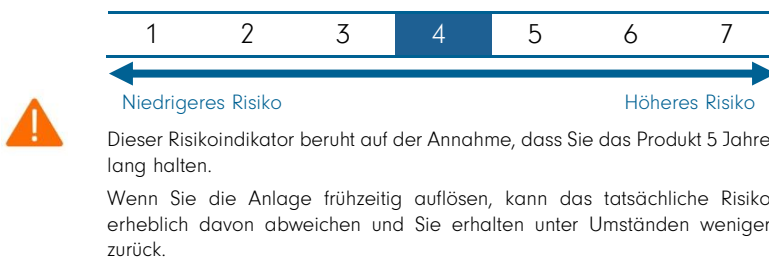 1 2 3 4 5 6 7
Niedrigeres Risiko Höheres Risiko
Dieser Risikoindikator beruht auf der Annahme, dass Sie das Produkt 5 Jahre
lang halten.
Wenn Sie die Anlage frühzeitig auflösen, kann das tatsächliche Risiko
erheblich davon abweichen und Sie erhalten unter Umständen weniger
zurück.